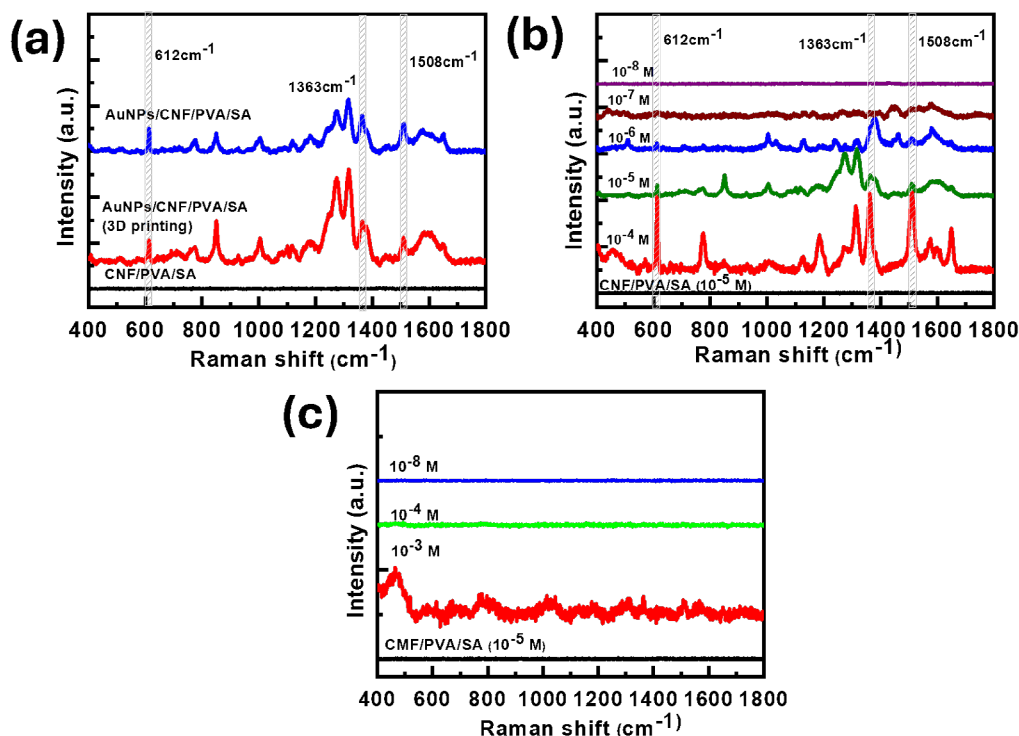 (a)
612cm⁻¹
1363cm⁻¹
1508cm⁻¹
AuNPs/CNF/PVA/SA
AuNPs/CNF/PVA/SA
(3D printing)
CNF/PVA/SA
Intensity (a.u.)
400 600 800 1000 1200 1400 1600 1800
Raman shift (cm⁻¹)
(b)
612cm⁻¹
1363cm⁻¹
1508cm⁻¹
10⁻⁸ M
10⁻⁷ M
10⁻⁶ M
10⁻⁵ M
10⁻⁴ M
CNF/PVA/SA (10⁻⁵ M)
Intensity (a.u.)
400 600 800 1000 1200 1400 1600 1800
Raman shift (cm⁻¹)
(c)
10⁻⁸ M
10⁻⁴ M
10⁻³ M
CMF/PVA/SA (10⁻⁵ M)
Intensity (a.u.)
400 600 800 1000 1200 1400 1600 1800
Raman shift (cm⁻¹)